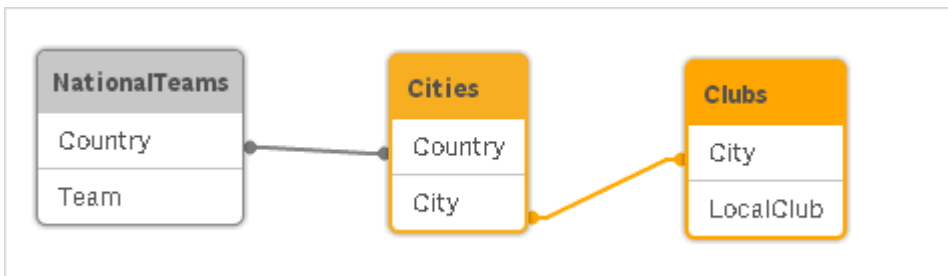 NationalTeams
Country
Team
Cities
Country
City
Clubs
City
LocalClub